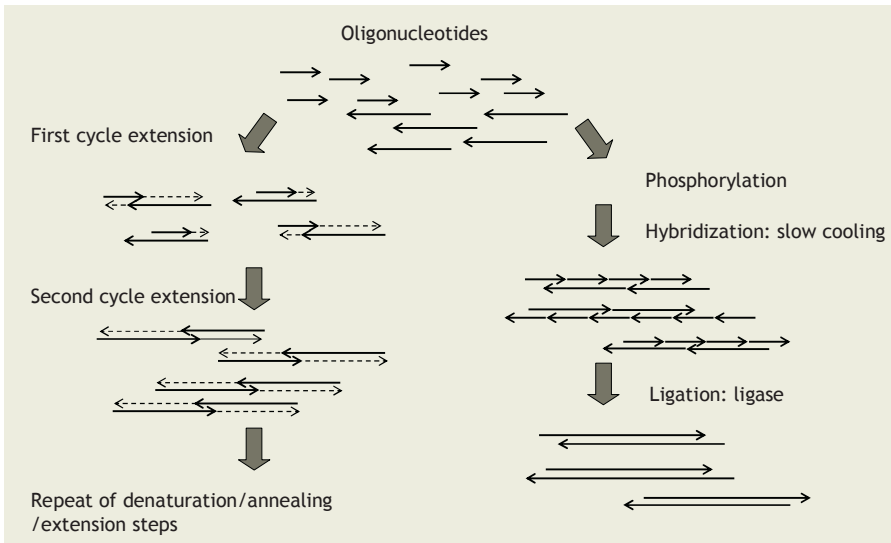 Oligonucleotides
First cycle extension
Phosphorylation
Hybridization: slow cooling
Second cycle extension
Ligation: ligase
Repeat of denaturation/annealing
/extension steps